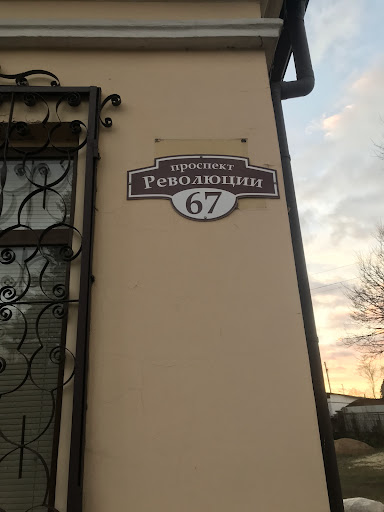 проспект
Революции
67